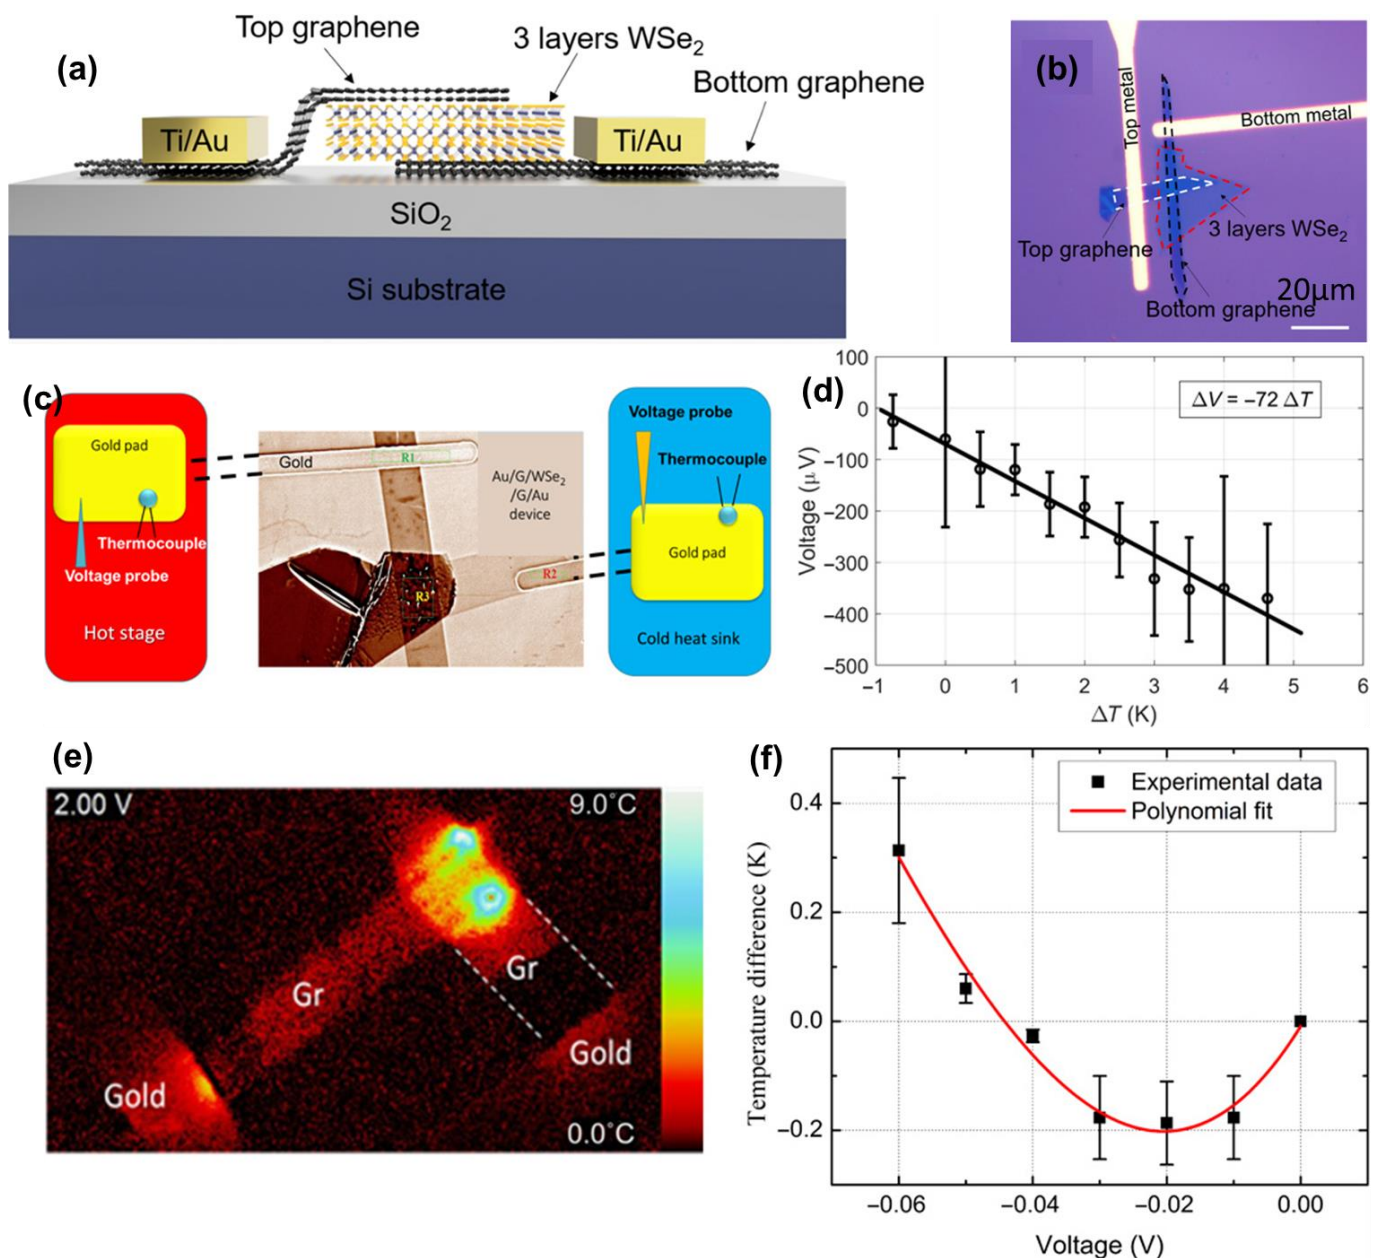 (a)
Top graphene
3 layers WSe₂
Bottom graphene
Ti/Au
Ti/Au
SiO₂
Si substrate
(b)
Top metal
Bottom metal
Top graphene
3 layers WSe₂
Bottom graphene
20μm
(c)
Gold pad
Thermocouple
Voltage probe
Hot stage
Gold
R1
Au/G/WSe₂
/G/Au
device
R2
R3
Voltage probe
Thermocouple
Gold pad
Cold heat sink
(d)
ΔV = −72 ΔT
100
0
−100
−200
−300
−400
−500
Voltage (μV)
−1 0 1 2 3 4 5 6
ΔT (K)
(e)
2.00 V
9.0°C
Gr
Gr
Gold
Gold
0.0°C
(f)
Experimental data
Polynomial fit
0.4
0.2
0.0
−0.2
Temperature difference (K)
−0.06 −0.04 −0.02 0.00
Voltage (V)